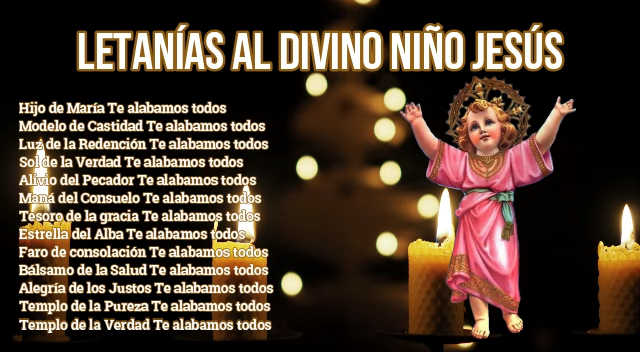 LETANÍAS AL DIVINO NIÑO JESÚS
Hijo de María Te alabamos todos
Modelo de Castidad Te alabamos todos
Luz de la Redención Te alabamos todos
Sol de la Verdad Te alabamos todos
Alivio del Pecador Te alabamos todos
Maná del Consuelo Te alabamos todos
Tesoro de la gracia Te alabamos todos
Estrella del Alba Te alabamos todos
Faro de consolación Te alabamos todos
Bálsamo de la Salud Te alabamos todos
Alegría de los Justos Te alabamos todos
Templo de la Pureza Te alabamos todos
Templo de la Verdad Te alabamos todos